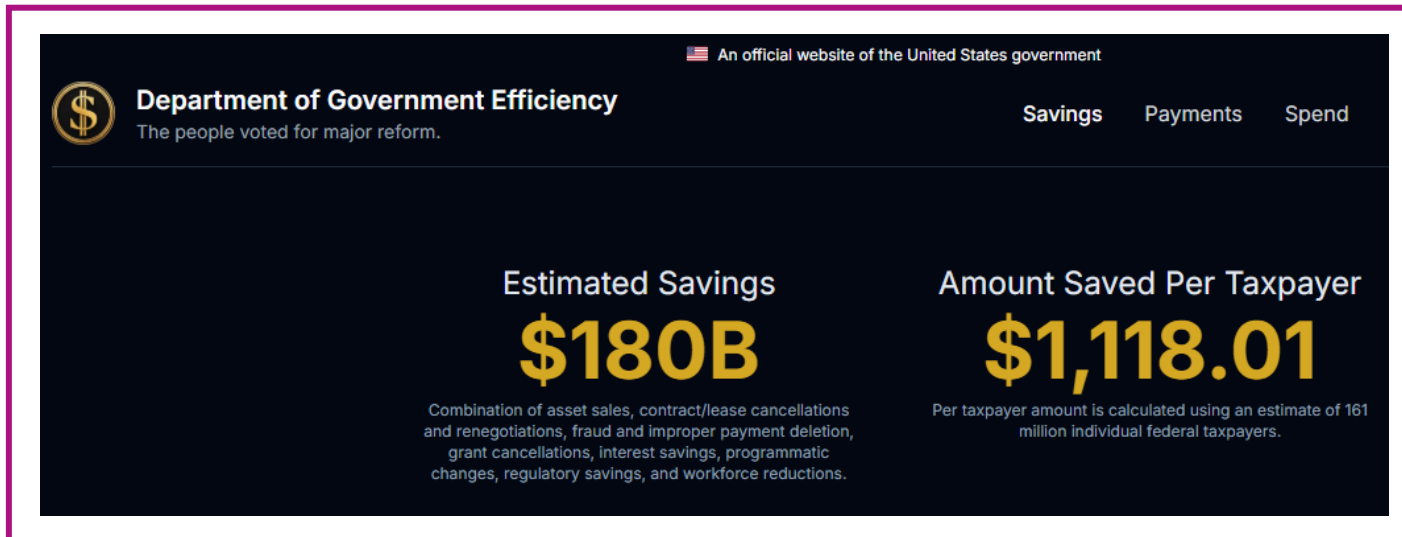 An official website of the United States government
Department of Government Efficiency
The people voted for major reform.
Savings Payments Spend
Estimated Savings
$180B
Combination of asset sales, contract/lease cancellations
and renegotiations, fraud and improper payment deletion,
grant cancellations, interest savings, programmatic
changes, regulatory savings, and workforce reductions.
Amount Saved Per Taxpayer
$1,118.01
Per taxpayer amount is calculated using an estimate of 161
million individual federal taxpayers.